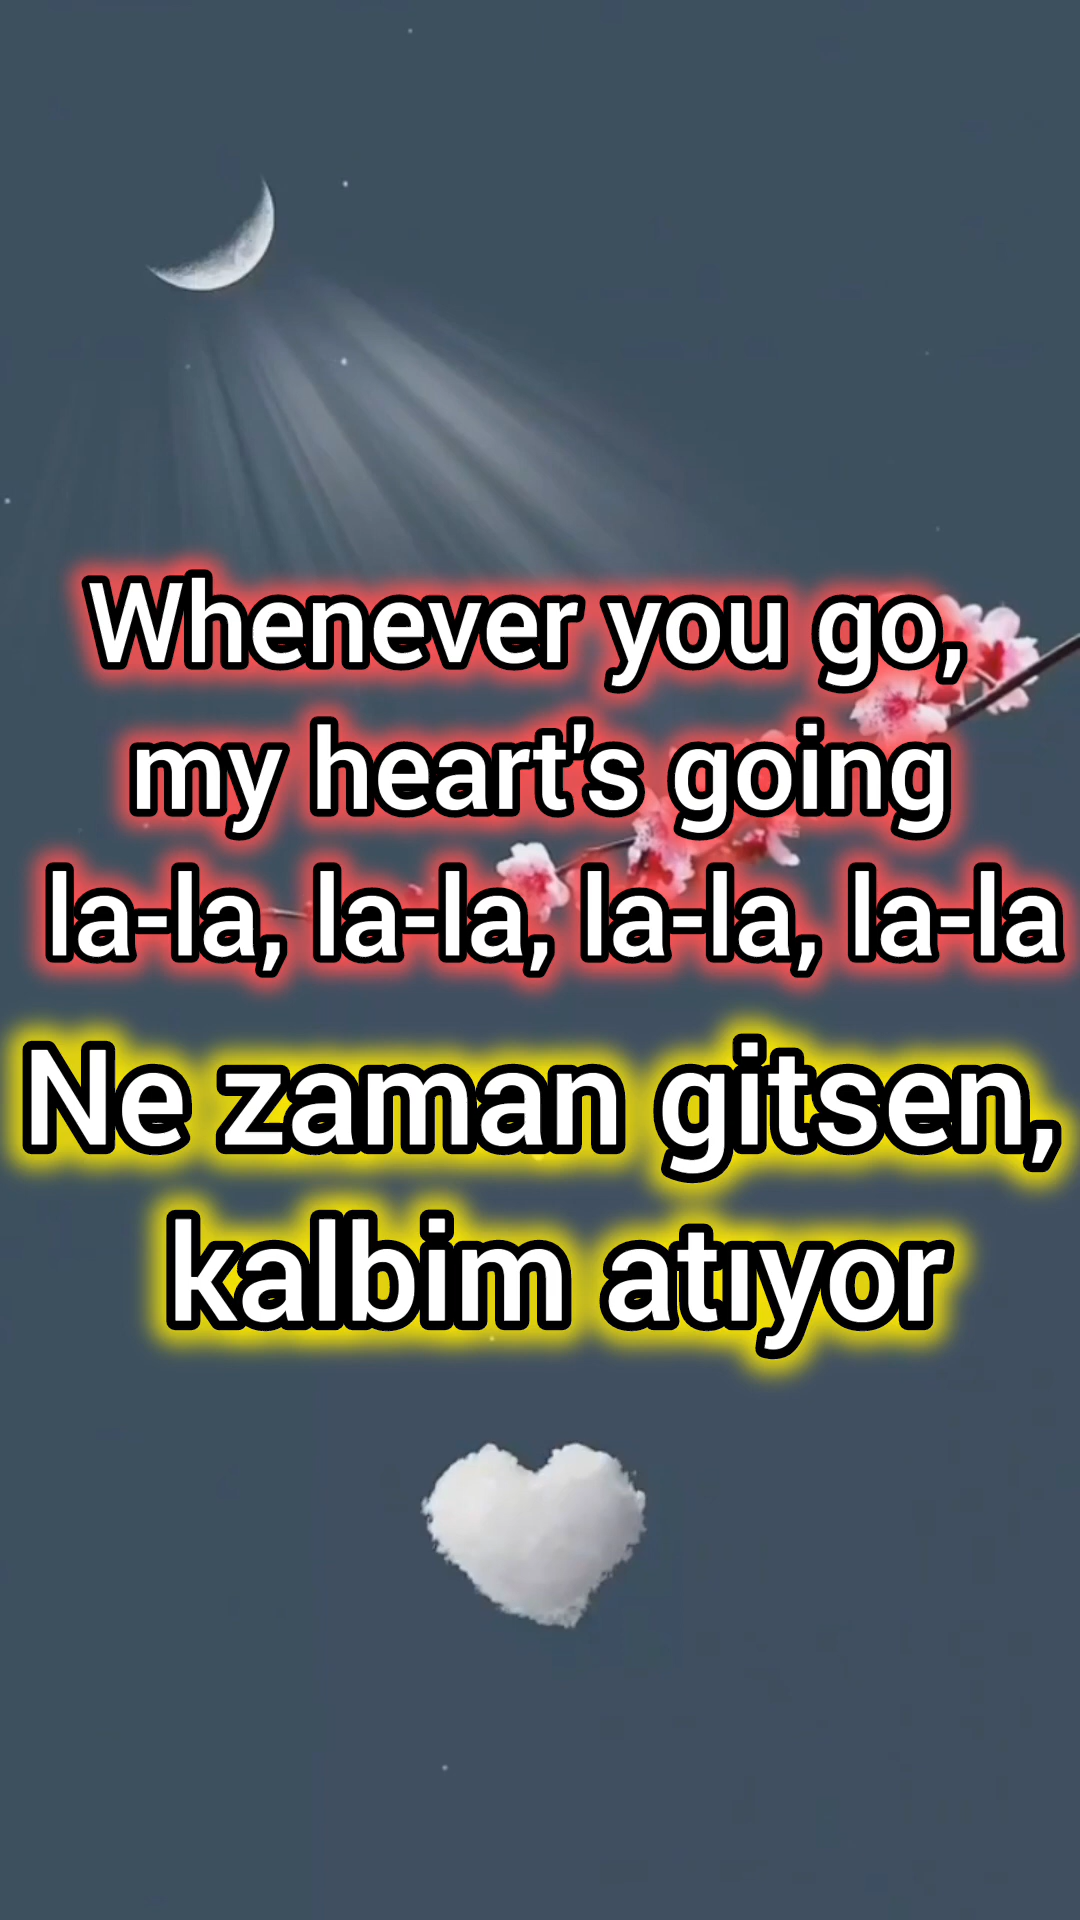 Whenever you go,
my heart's going
la-la, la-la, la-la, la-la
Ne zaman gitsen,
kalbim atıyor